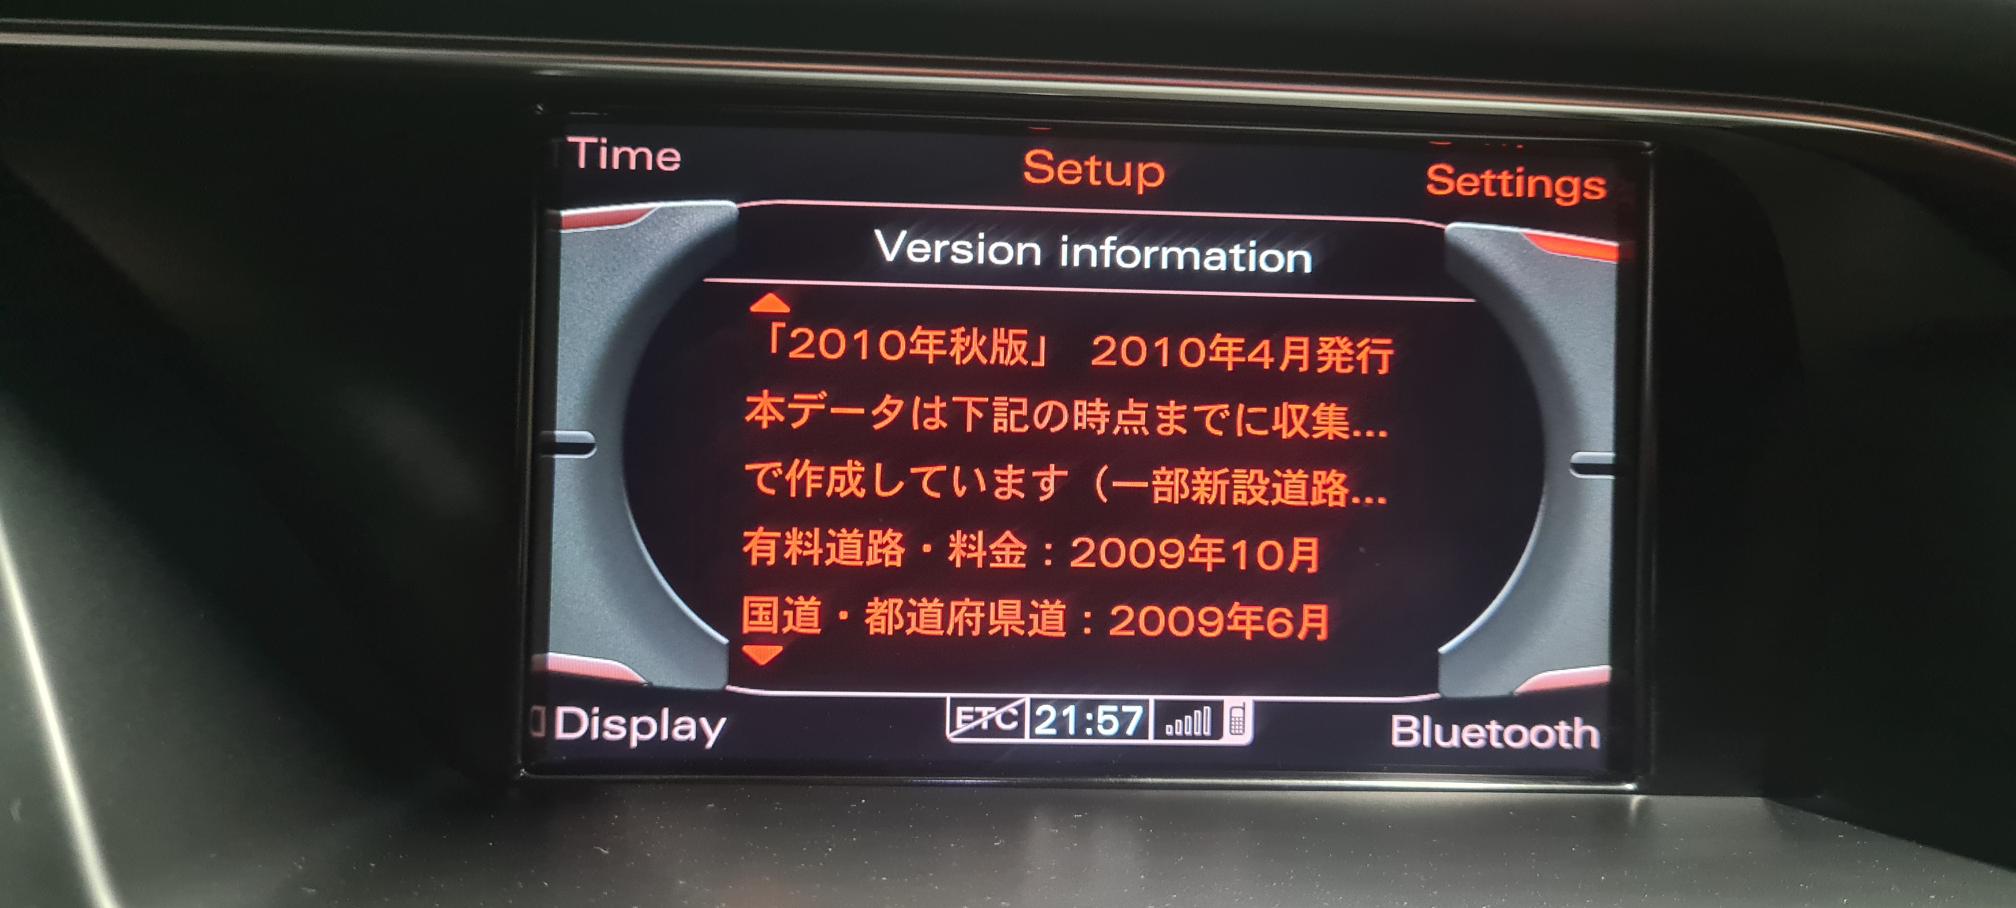 Time
Setup
Settings
Version information
「2010年秋版」 2010年4月発行
本データは下記の時点までに収集...
で作成しています（一部新設道路...
有料道路・料金：2009年10月
国道・都道府県道：2009年6月
Display
ETC 21:57
Bluetooth